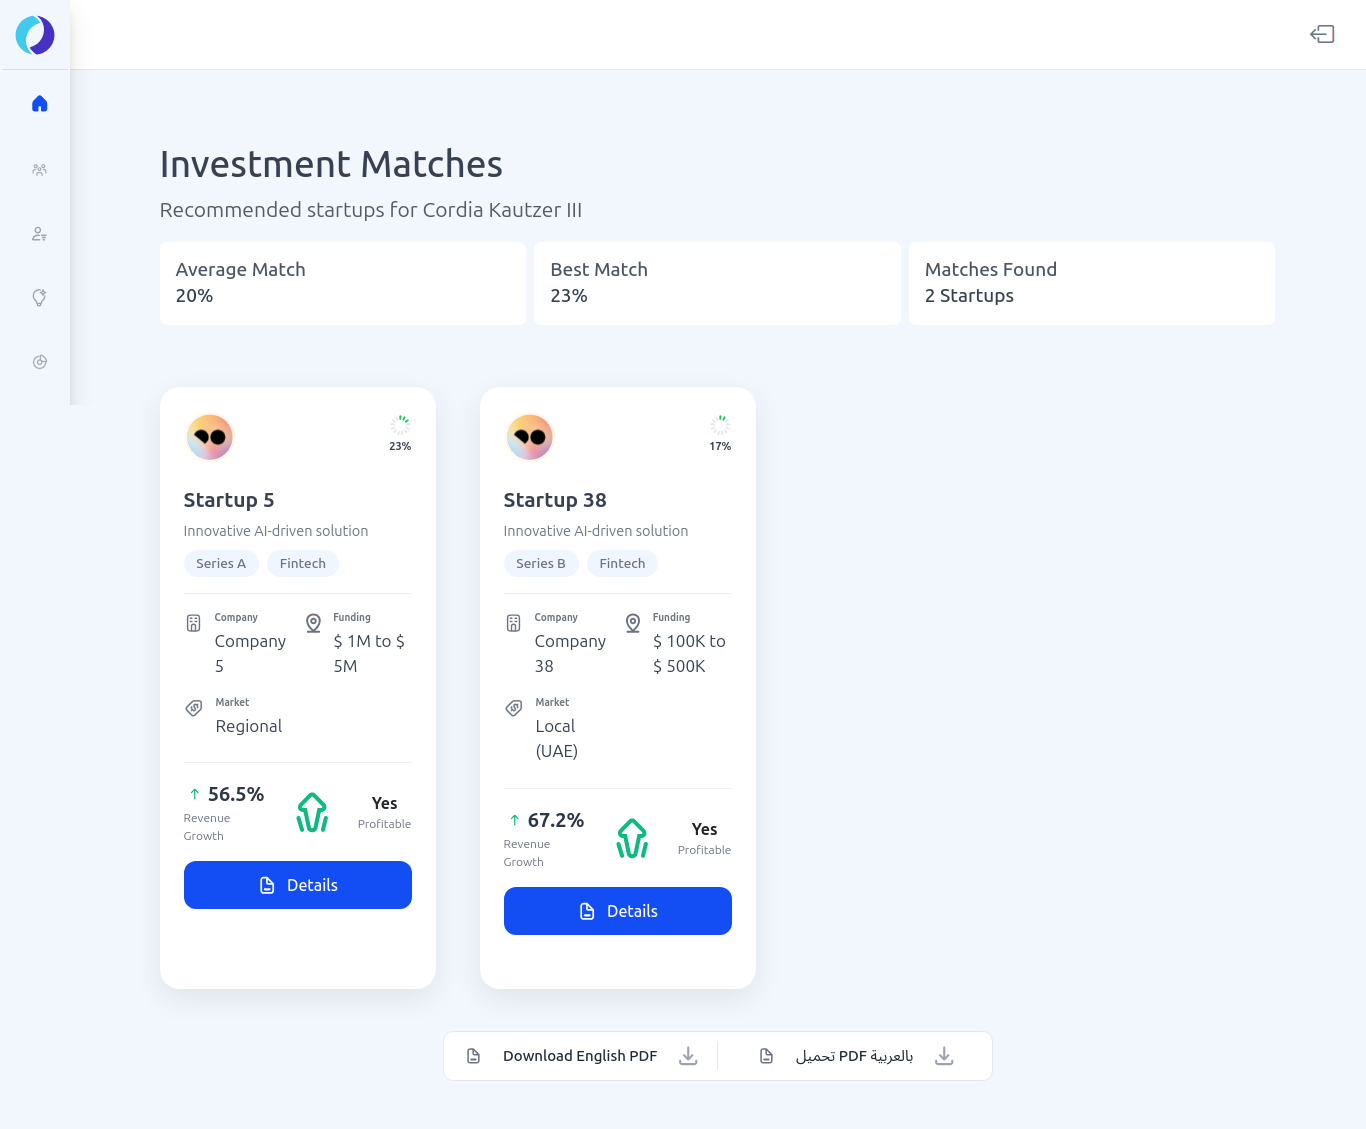 Investment Matches
Recommended startups for Cordia Kautzer III
Average Match
20%
Best Match
23%
Matches Found
2 Startups
23%
Startup 5
Innovative AI-driven solution
Series A
Fintech
Company
Company
5
Funding
$ 1M to $
5M
Market
Regional
56.5%
Revenue
Growth
Yes
Profitable
Details
17%
Startup 38
Innovative AI-driven solution
Series B
Fintech
Company
Company
38
Funding
$ 100K to
$ 500K
Market
Local
(UAE)
67.2%
Revenue
Growth
Yes
Profitable
Details
Download English PDF
تحميل PDF بالعربية